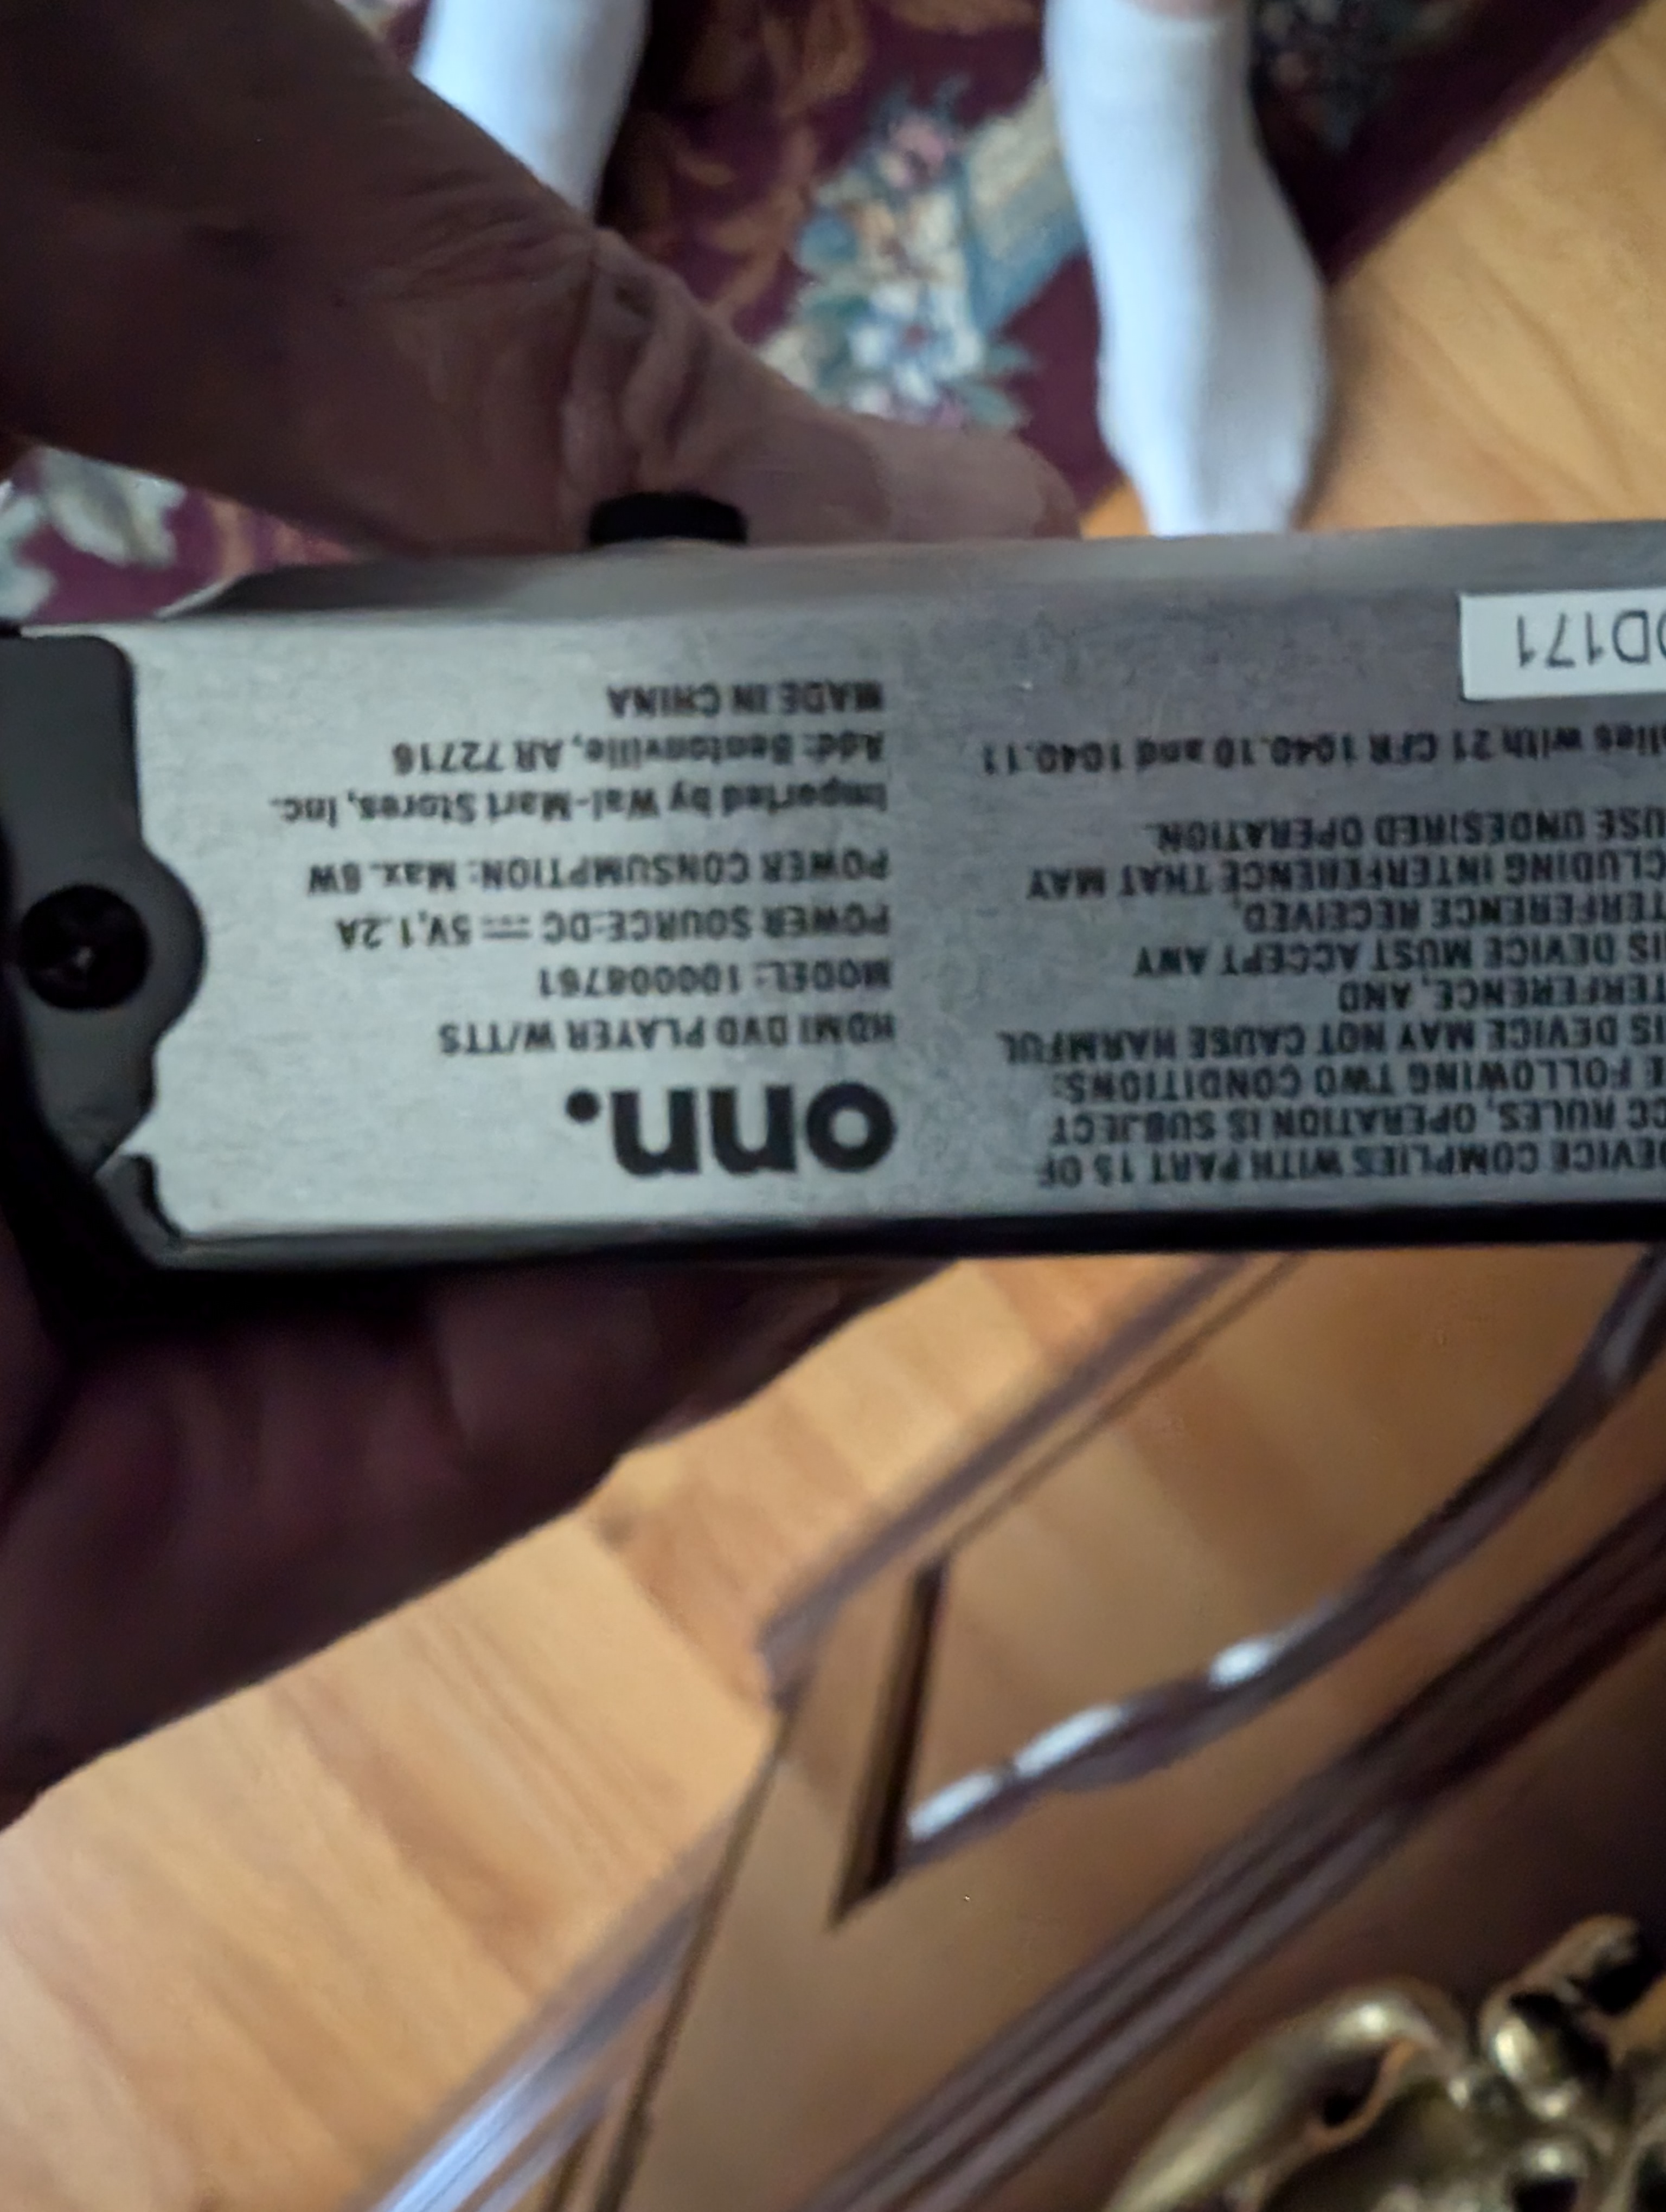 onn.
HDMI DVD PLAYER W/TTS
MODEL: 100008761
POWER SOURCE:DC ⎓ 5V,1.2A
POWER CONSUMPTION: Max. 6W
Imported by Wal-Mart Stores, Inc.
Add: Bentonville, AR 72716
MADE IN CHINA
DEVICE COMPLIES WITH PART 15 OF
CC RULES, OPERATION IS SUBJECT
E FOLLOWING TWO CONDITIONS:
IS DEVICE MAY NOT CAUSE HARMFUL
TERFERENCE, AND
IS DEVICE MUST ACCEPT ANY
TERFERENCE RECEIVED,
CLUDING INTERFERENCE THAT MAY
USE UNDESIRED OPERATION.
lies with 21 CFR 1040.10 and 1040.11
D171